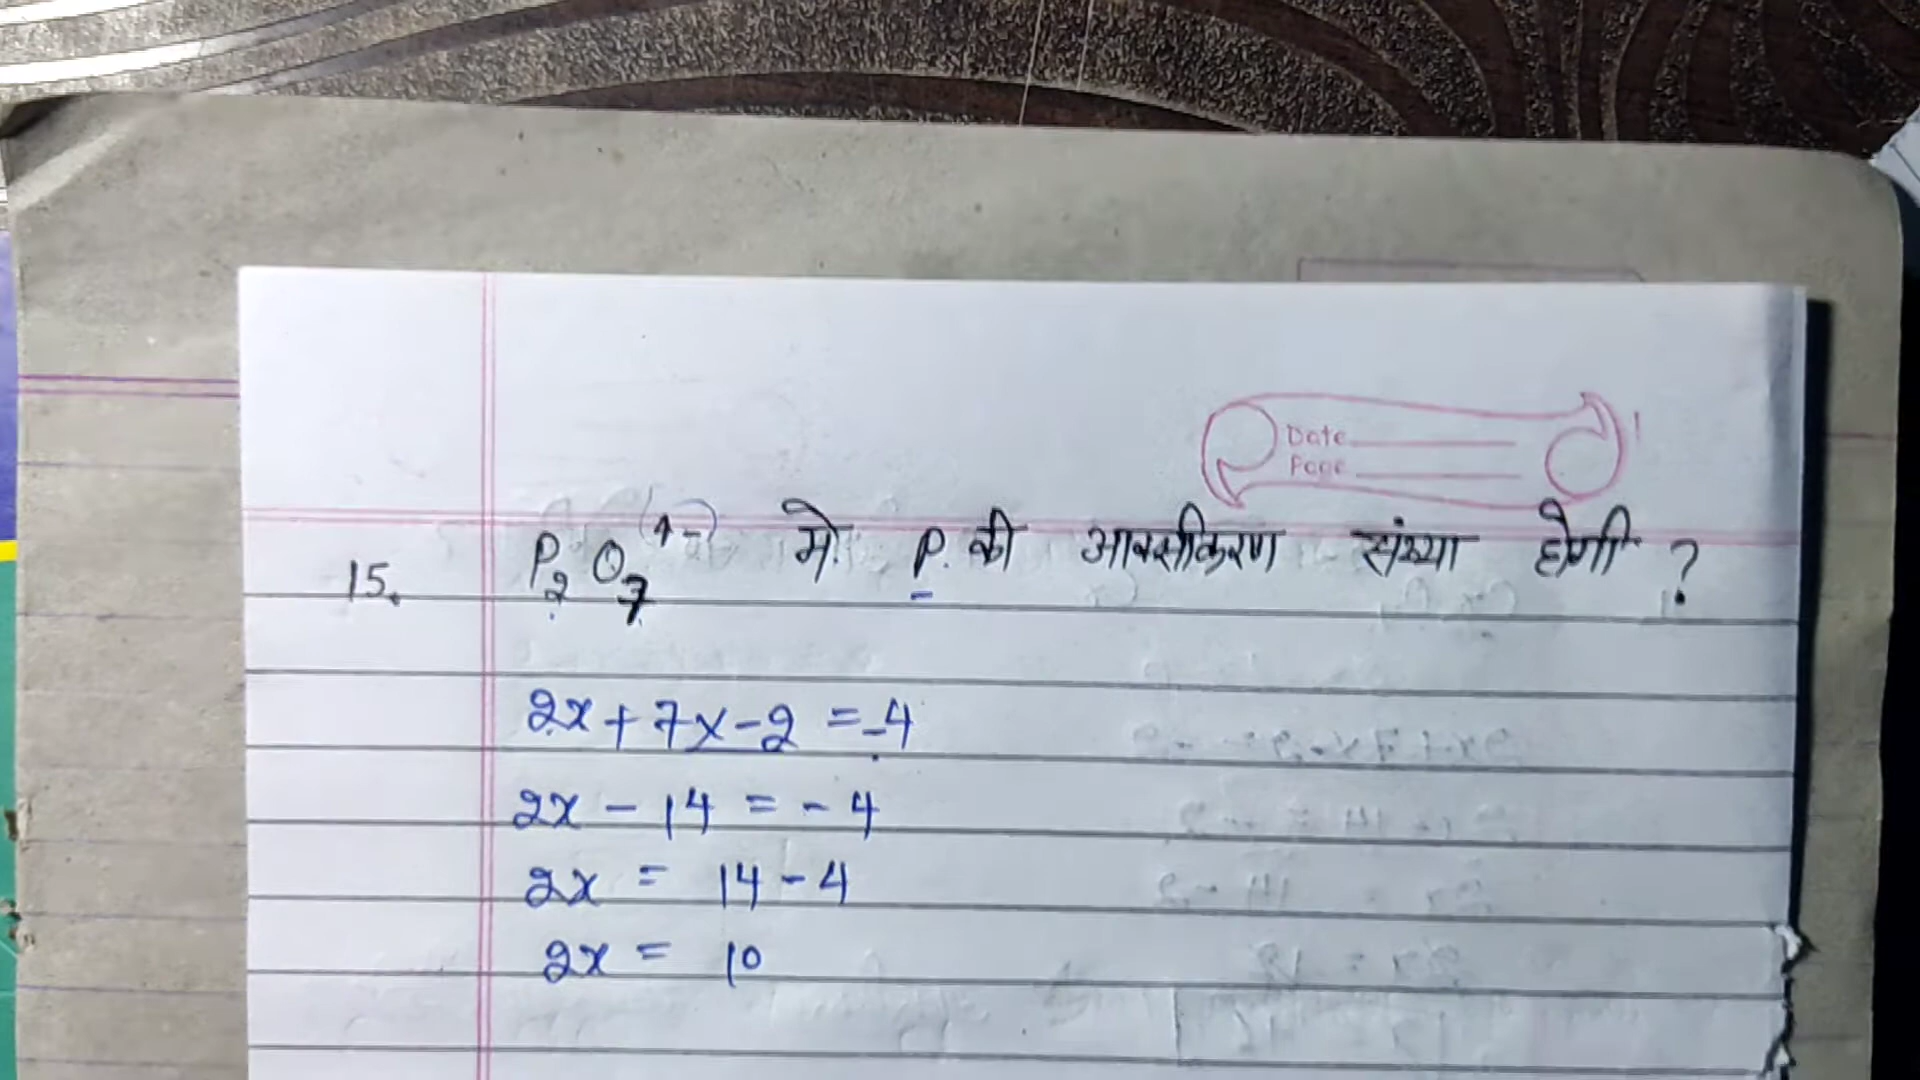 Date
Page
15. P₂O₇⁽⁴⁻⁾ में P. की आक्सीकरण संख्या होगी ?
2x + 7x - 2 = -4
2x - 14 = - 4
2x = 14 - 4
2x = 10